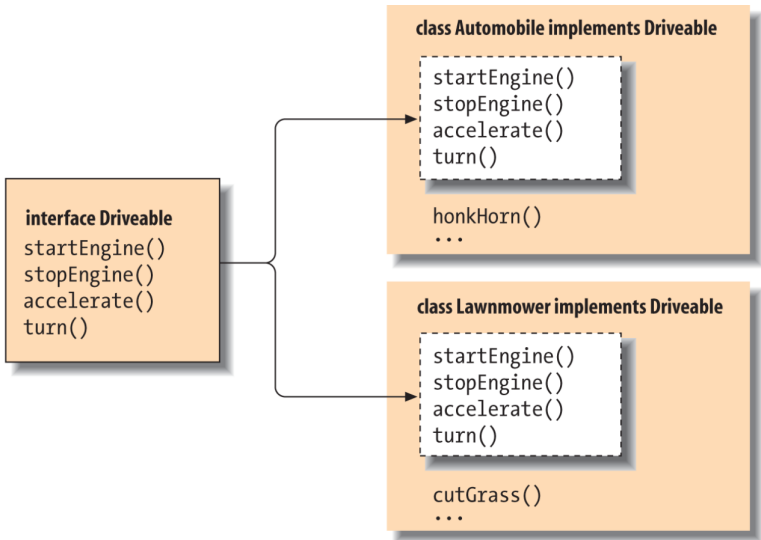 interface Driveable
startEngine()
stopEngine()
accelerate()
turn()
class Automobile implements Driveable
startEngine()
stopEngine()
accelerate()
turn()
honkHorn()
...
class Lawnmower implements Driveable
startEngine()
stopEngine()
accelerate()
turn()
cutGrass()
...